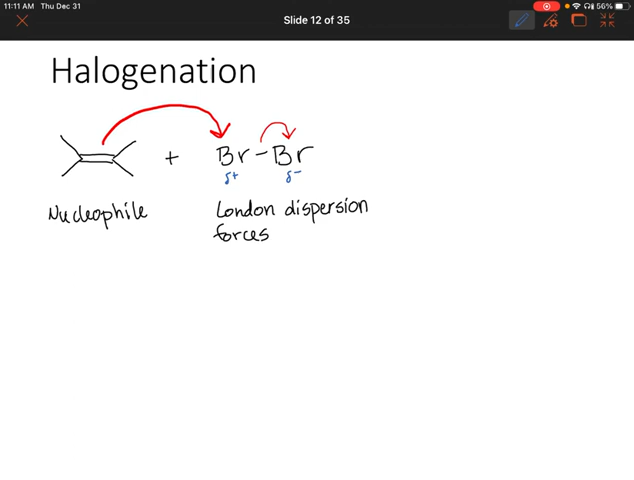 11:11 AM Thu Dec 31
56%
Slide 12 of 35
Halogenation
+ Br - Br
δ+ δ-
Nucleophile London dispersion
forces